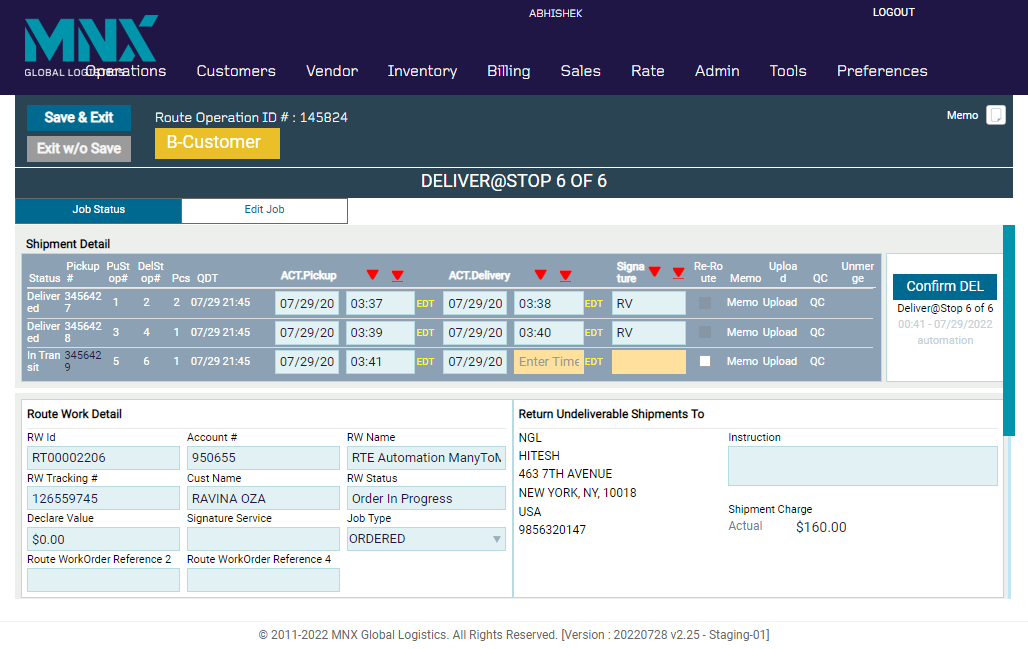 ABHISHEK
LOGOUT
MNX
GLOBAL LOGISTICS
Operations Customers Vendor Inventory Billing Sales Rate Admin Tools Preferences
Save & Exit
Route Operation ID # : 145824
Memo
Exit w/o Save
B-Customer
DELIVER@STOP 6 OF 6
Job Status Edit Job
Shipment Detail
Status Pickup # PuStop# DelStop# Pcs QDT ACT.Pickup ACT.Delivery Signature Re-Route Memo Upload QC Unmerge
Delivered 3456427 1 2 2 07/29 21:45 07/29/20 03:37 EDT 07/29/20 03:38 EDT RV Memo Upload QC
Delivered 3456428 3 4 1 07/29 21:45 07/29/20 03:39 EDT 07/29/20 03:40 EDT RV Memo Upload QC
In Transit 3456429 5 6 1 07/29 21:45 07/29/20 03:41 EDT 07/29/20 Enter Time EDT Memo Upload QC
Confirm DEL
Deliver@Stop 6 of 6
00:41 - 07/29/2022
automation
Route Work Detail
RW Id Account # RW Name
RT00002206 950655 RTE Automation ManyToM
RW Tracking # Cust Name RW Status
126559745 RAVINA OZA Order In Progress
Declare Value Signature Service Job Type
$0.00 ORDERED
Route WorkOrder Reference 2 Route WorkOrder Reference 4
Return Undeliverable Shipments To
NGL
HITESH
463 7TH AVENUE
NEW YORK, NY, 10018
USA
9856320147
Instruction
Shipment Charge
Actual $160.00
© 2011-2022 MNX Global Logistics. All Rights Reserved. [Version : 20220728 v2.25 - Staging-01]